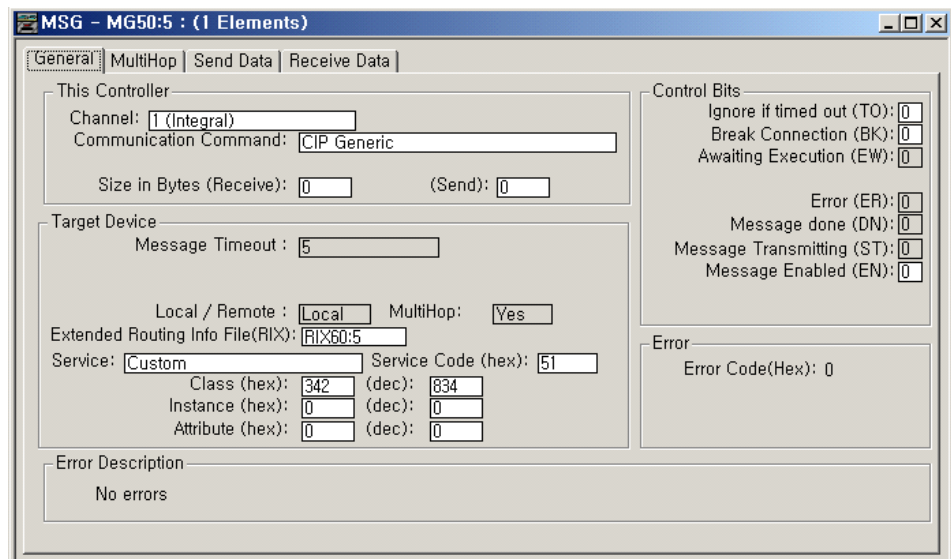 MSG - MG50:5 : (1 Elements)
General MultiHop Send Data Receive Data
This Controller
Channel: 1 (Integral)
Communication Command: CIP Generic
Size in Bytes (Receive): 0 (Send): 0
Target Device
Message Timeout : 5
Local / Remote : Local MultiHop: Yes
Extended Routing Info File(RIX): RIX60:5
Service: Custom Service Code (hex): 51
Class (hex): 342 (dec): 834
Instance (hex): 0 (dec): 0
Attribute (hex): 0 (dec): 0
Control Bits
Ignore if timed out (TO): 0
Break Connection (BK): 0
Awaiting Execution (EW): 0
Error (ER): 0
Message done (DN): 0
Message Transmitting (ST): 0
Message Enabled (EN): 0
Error
Error Code(Hex): 0
Error Description
No errors